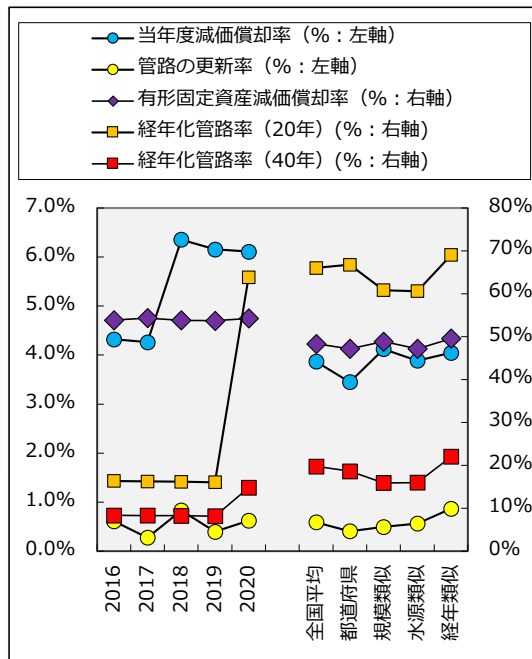 当年度減価償却率(%:左軸)
管路の更新率(%:左軸)
有形固定資産減価償却率(%:右軸)
経年化管路率(20年)(%:右軸)
経年化管路率(40年)(%:右軸)
7.0%
6.0%
5.0%
4.0%
3.0%
2.0%
1.0%
0.0%
80%
70%
60%
50%
40%
30%
20%
10%
0%
2016
2017
2018
2019
2020
全国平均
都道府県
規模類似
水源類似
経年類似